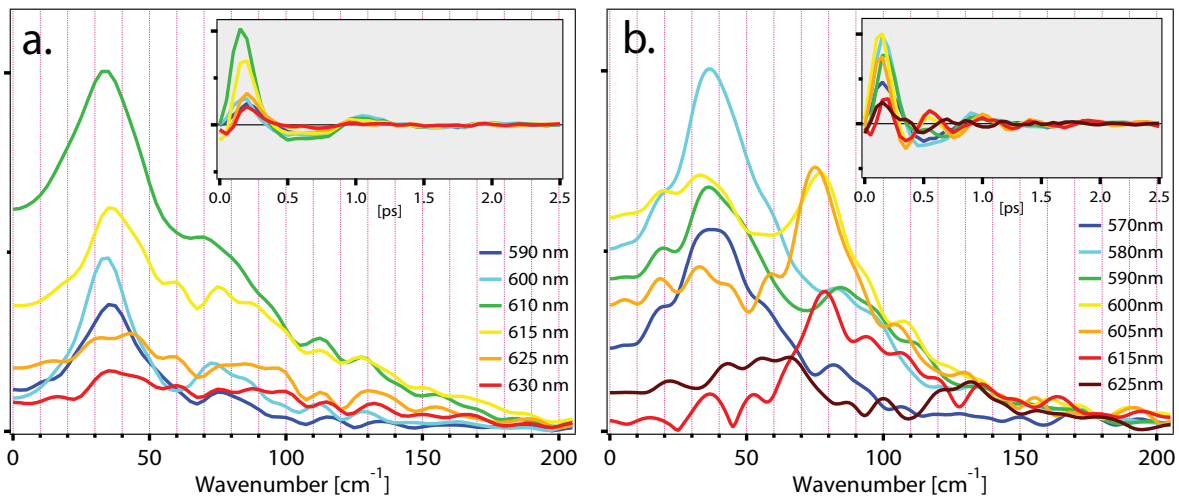 a.
0.0 0.5 1.0 1.5 2.0 2.5
[ps]
590 nm
600 nm
610 nm
615 nm
625 nm
630 nm
0 50 100 150 200
Wavenumber [cm⁻¹]
b.
0.0 0.5 1.0 1.5 2.0 2.5
[ps]
570nm
580nm
590nm
600nm
605nm
615nm
625nm
0 50 100 150 200
Wavenumber [cm⁻¹]